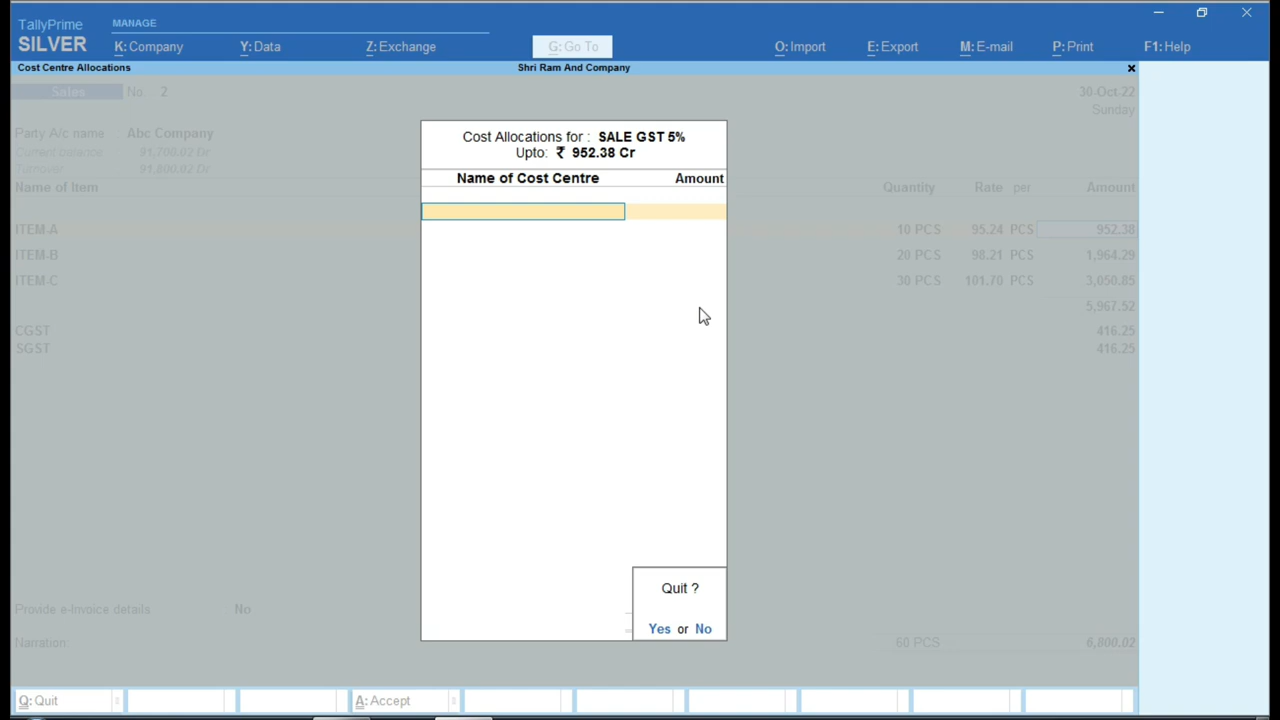 TallyPrime
SILVER
MANAGE
K: Company
Y: Data
Z: Exchange
G: Go To
O: Import
E: Export
M: E-mail
P: Print
F1: Help
Cost Centre Allocations
Shri Ram And Company
Sales No. 2
30-Oct-22
Sunday
Party A/c name Abc Company
Current balance 91,708.02 Dr
Turnover 91,800.02 Dr
Name of Item Quantity Rate per Amount
ITEM-A 10 PCS 95.24 PCS 952.38
ITEM-B 20 PCS 98.21 PCS 1,964.29
ITEM-C 30 PCS 101.70 PCS 3,050.85
5,967.52
CGST 416.25
SGST 416.25
Cost Allocations for : SALE GST 5%
Upto: ₹ 952.38 Cr
Name of Cost Centre Amount
Quit ?
Yes or No
Provide e-Invoice details No
Narration: 60 PCS 6,800.02
Q: Quit
A: Accept